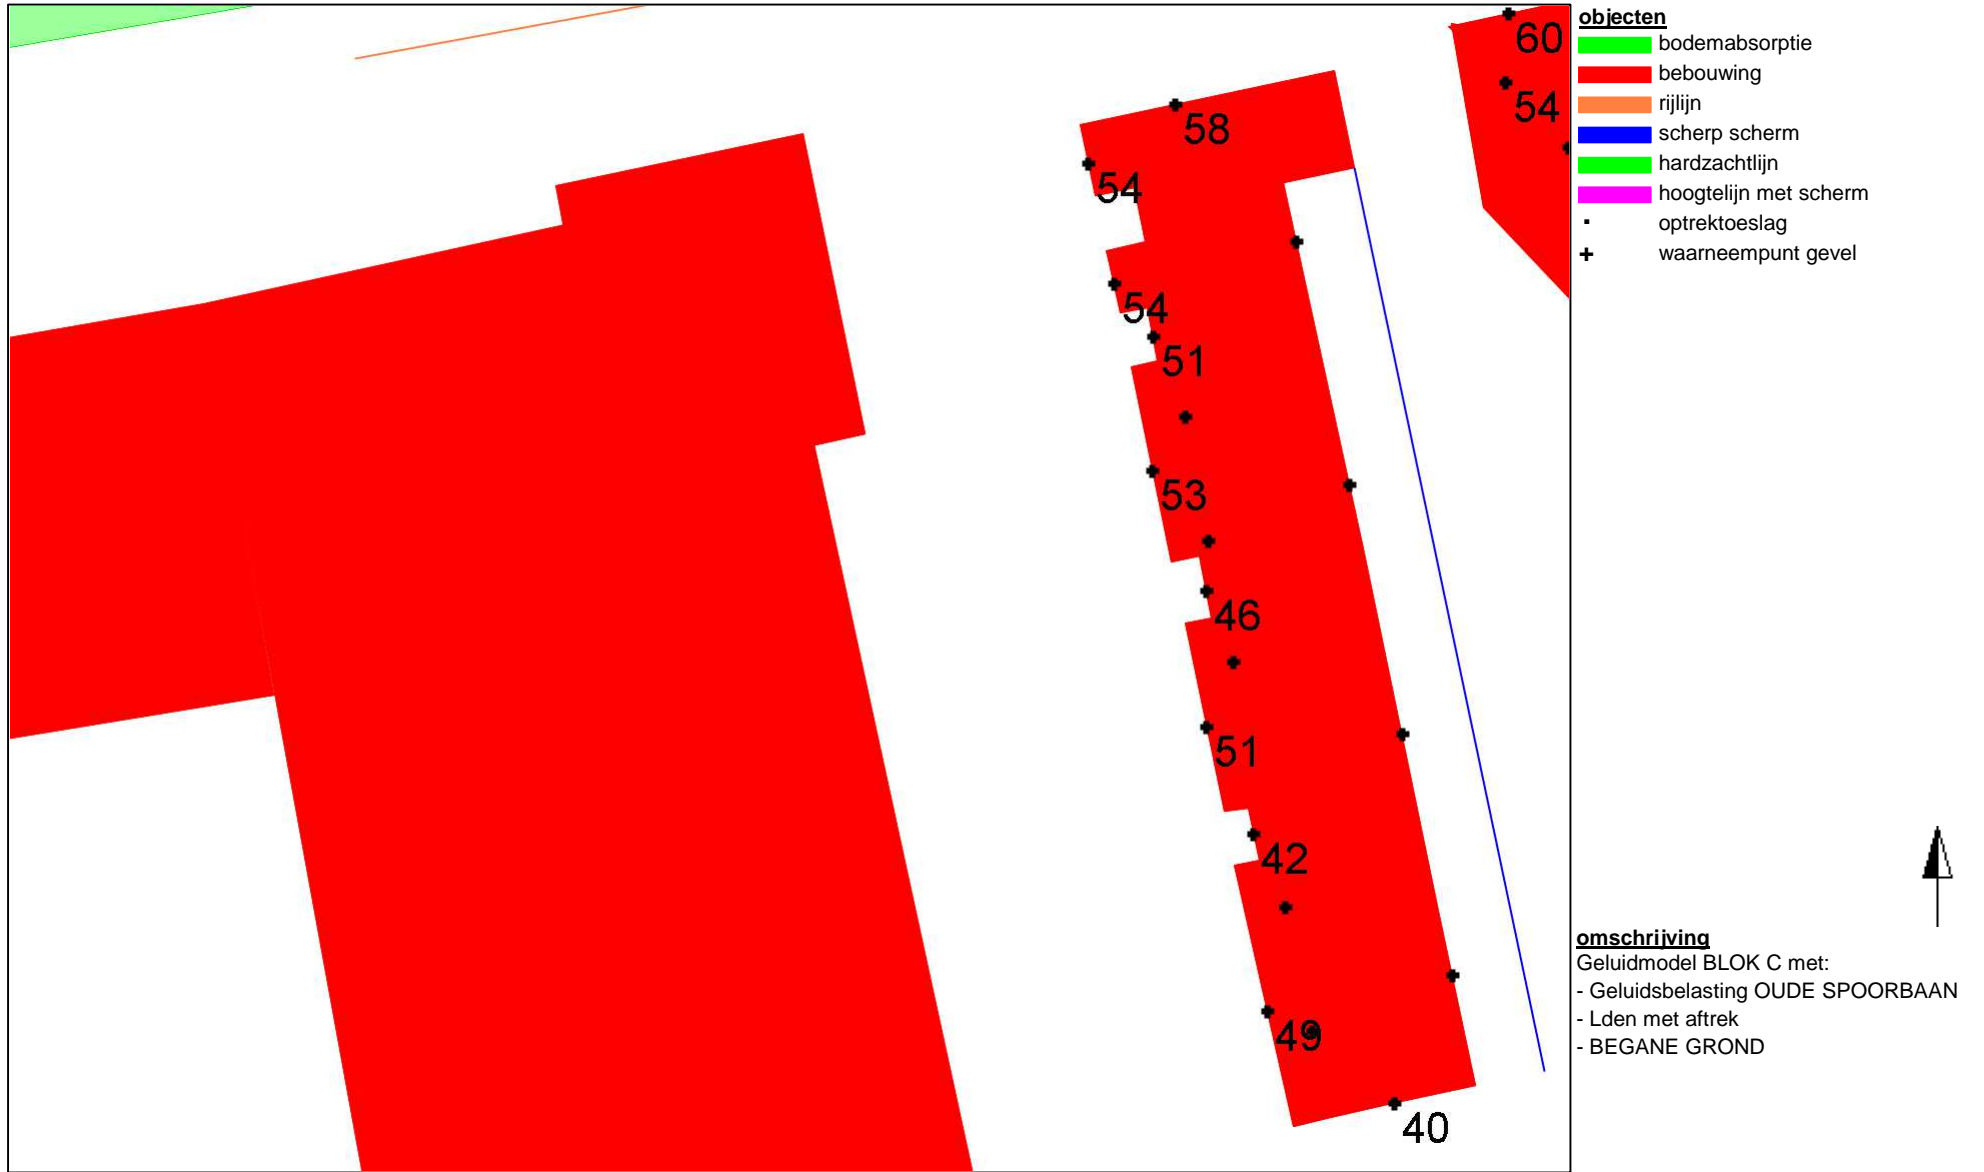 60
54
58
54
54
51
53
46
51
42
49
40
objecten
bodemabsorptie
bebouwing
rijlijn
scherp scherm
hardzachtlijn
hoogtelijn met scherm
optrektoeslag
waarneempunt gevel
omschrijving
Geluidmodel BLOK C met:
- Geluidsbelasting OUDE SPOORBAAN
- Lden met aftrek
- BEGANE GROND